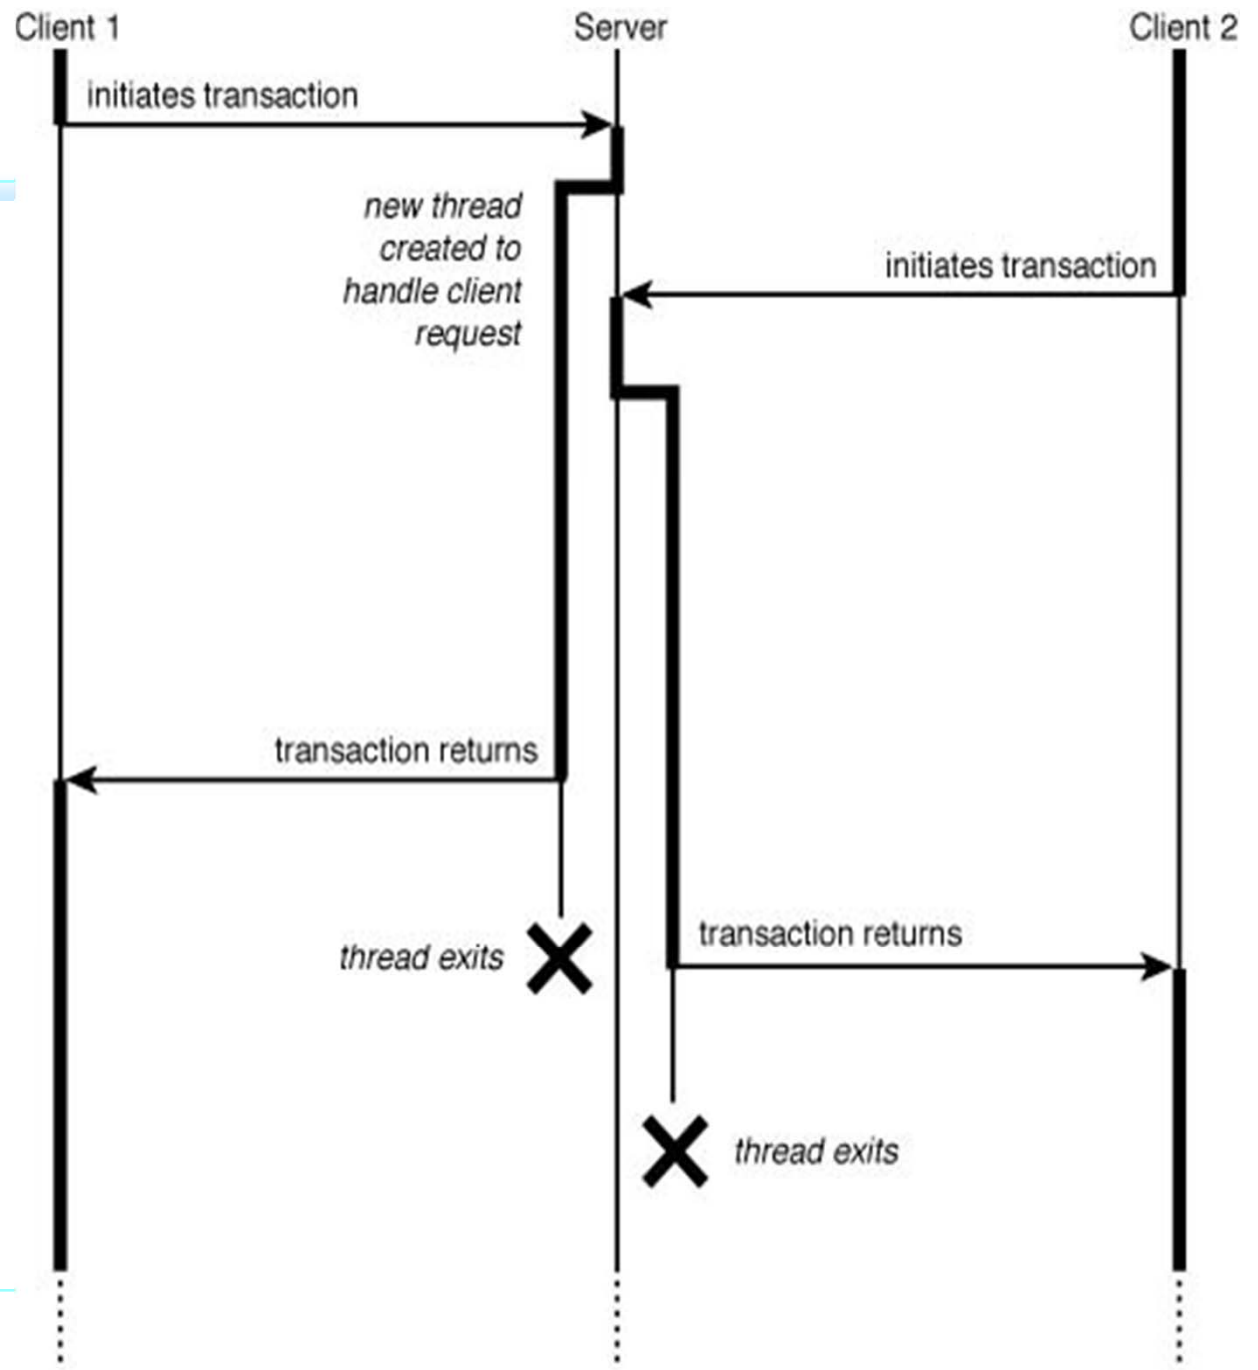 Client 1
Server
Client 2
initiates transaction
new thread
created to
handle client
request
initiates transaction
transaction returns
transaction returns
thread exits
thread exits